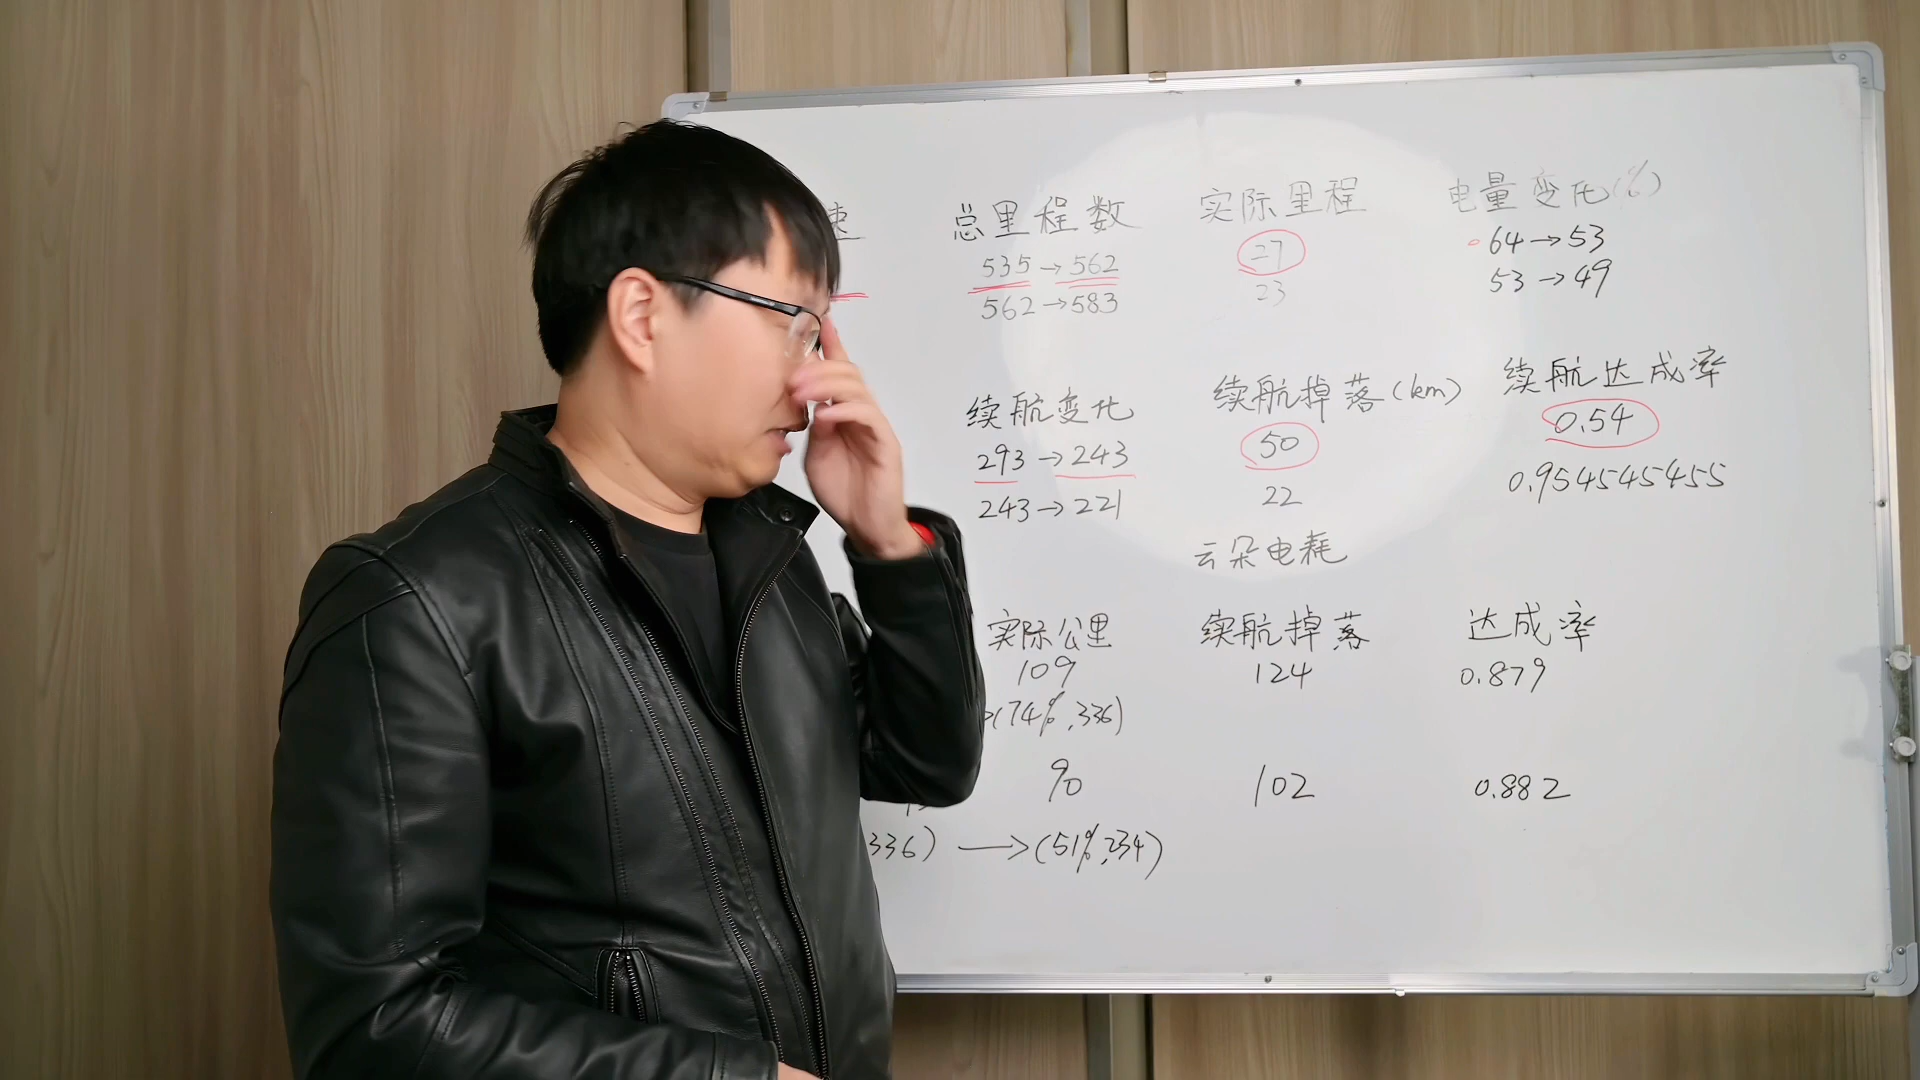 速 总里程数 实际里程 电量变化(%)
535→562 27 64→53
562→583 23 53→49
续航变化 续航掉落(km) 续航达成率
293→243 50 0.54
243→221 22 0.954545455
云朵电耗
实际公里 续航掉落 达成率
109 124 0.879
(74%,336)
90 102 0.882
336)→(51%,234)